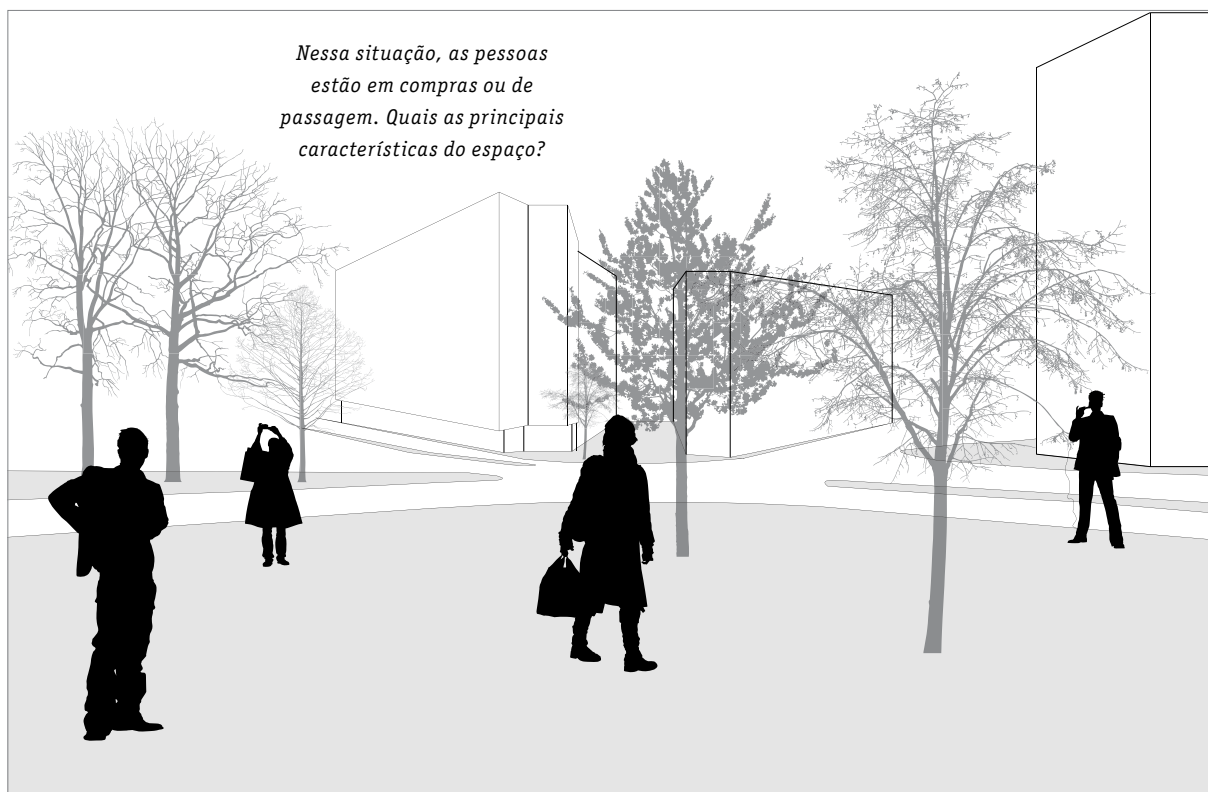 Nessa situação, as pessoas
estão em compras ou de
passagem. Quais as principais
características do espaço?